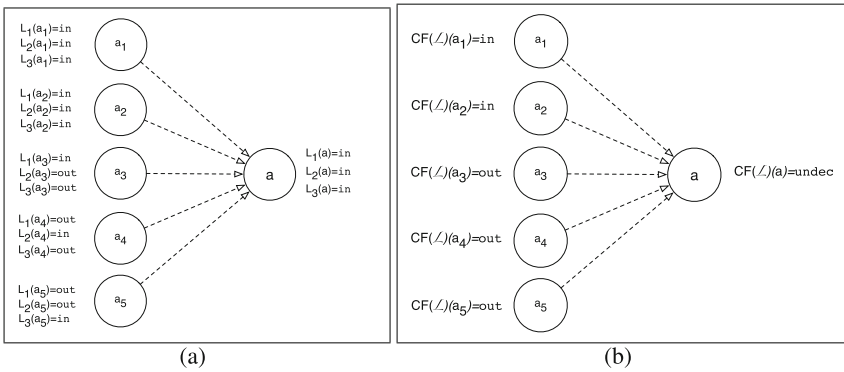 L1(a1)=in
L2(a1)=in
L3(a1)=in
a1
L1(a2)=in
L2(a2)=in
L3(a2)=in
a2
L1(a3)=in
L2(a3)=out
L3(a3)=out
a3
L1(a4)=out
L2(a4)=in
L3(a4)=out
a4
L1(a5)=out
L2(a5)=out
L3(a5)=in
a5
a
L1(a)=in
L2(a)=in
L3(a)=in
(a)
CF(ℒ)(a1)=in
a1
CF(ℒ)(a2)=in
a2
CF(ℒ)(a3)=out
a3
CF(ℒ)(a4)=out
a4
CF(ℒ)(a5)=out
a5
a
CF(ℒ)(a)=undec
(b)